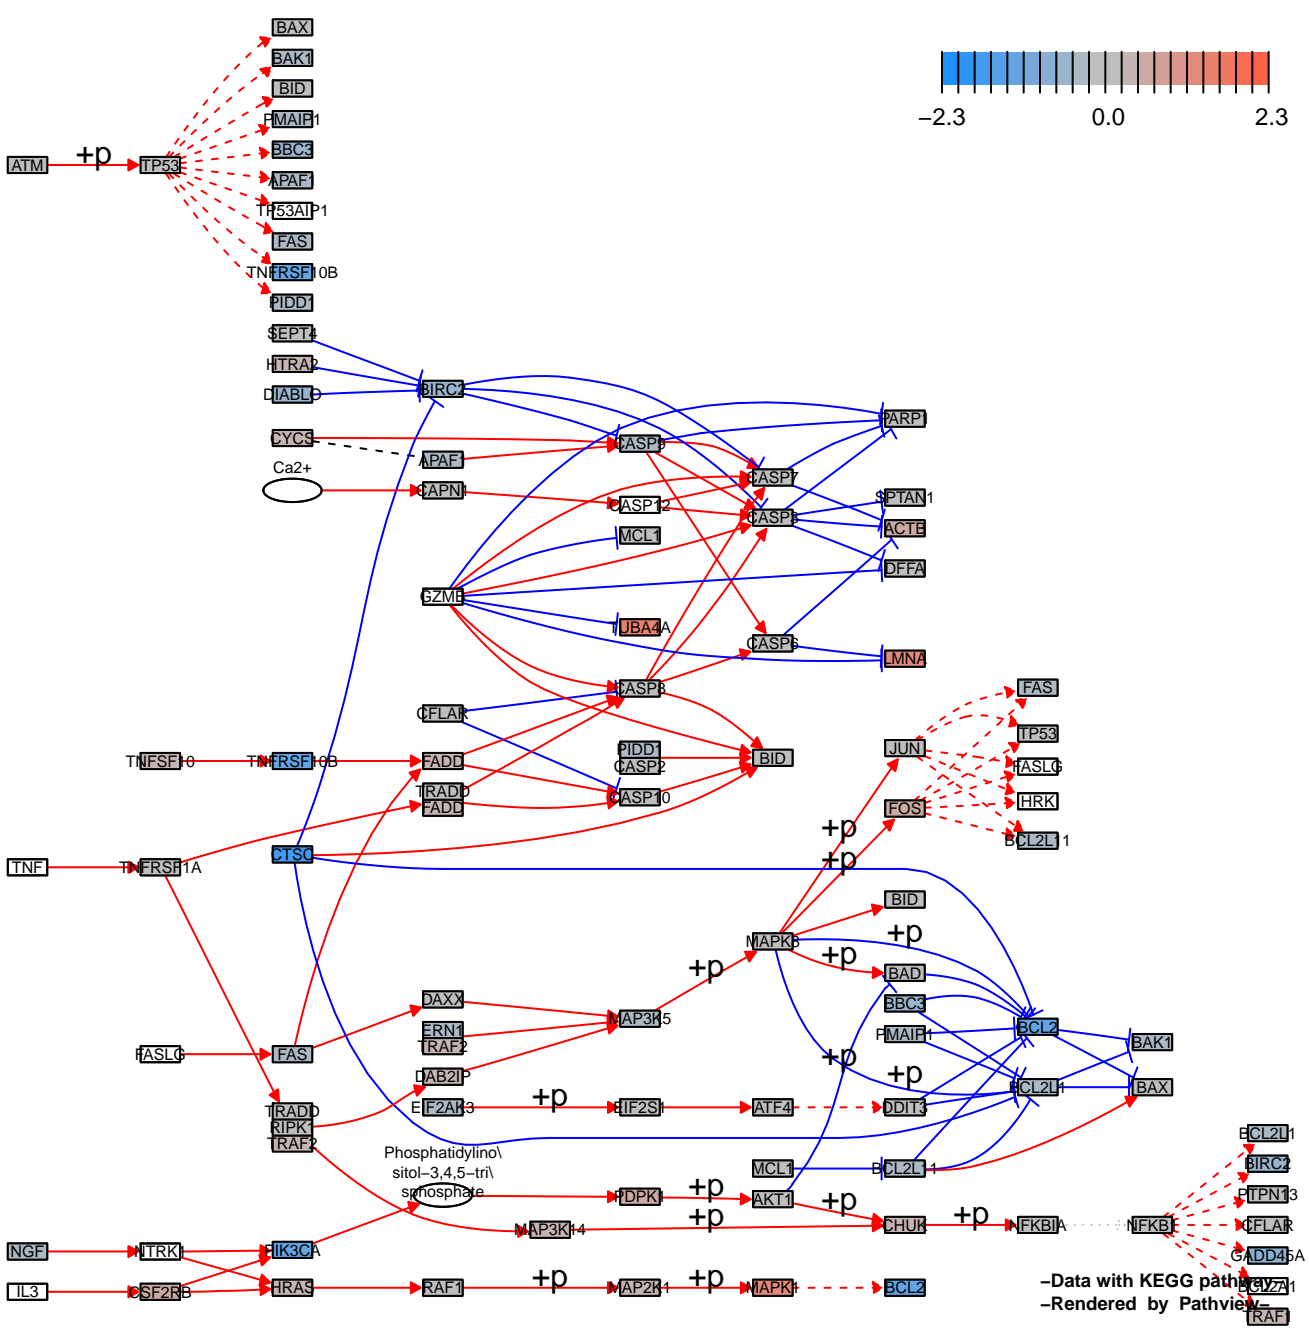 BAX
BAK1
−2.3 0.0 2.3
BID
PMAIP1
+p
BBC3
ATM
TP53
APAF1
TP53AIP1
FAS
TNFRSF10B
PIDD1
SEPT4
HTRA2
DIABLO
BIRC2
PARP1
CYCS
CASP9
APAF1
Ca2+
CASP7
CAPN1
SPTAN1
CASP12
CASP3
ACTB
MCL1
DFFA
GZMB
TUBA4A
CASP6
LMNA
CASP8
FAS
CFLAR
TP53
JUN
PIDD1
CASP2
BID
TNFSF10
TNFRSF10B
FADD
FASLG
TRADD
FADD
CASP10
HRK
FOS
+p
BCL2L11
CTSO
+p
TNF
TNFRSF1A
BID
+p
MAPK8
+p
+p
BAD
DAXX
BBC3
MAP3K5
BCL2
ERN1
TRAF2
PMAIP1
BAK1
FASLG
FAS
+p
DAB2IP
+p
BCL2L1
BAX
+p
EIF2AK3
EIF2S1
ATF4
DDIT3
TRADD
RIPK1
TRAF2
BCL2L1
Phosphatidylino\
sitol−3,4,5−tri\
sphosphate
MCL1
BCL2L11
BIRC2
+p
PDPK1
AKT1
+p
PTPN13
+p
+p
MAP3K14
CHUK
NFKBIA
NFKB1
CFLAR
NGF
NTRK1
PIK3CA
GADD45A
+p
+p
−Data with KEGG pathway−
IL3
CSF2RB
HRAS
RAF1
MAP2K1
MAPK1
BCL2
BCL2A1
−Rendered by Pathview−
TRAF1